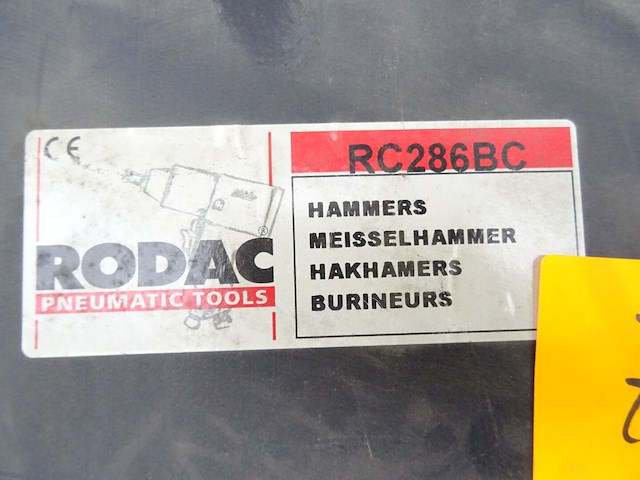 CE
RODAC®
PNEUMATIC TOOLS
RC286BC
HAMMERS
MEISSELHAMMER
HAKHAMERS
BURINEURS